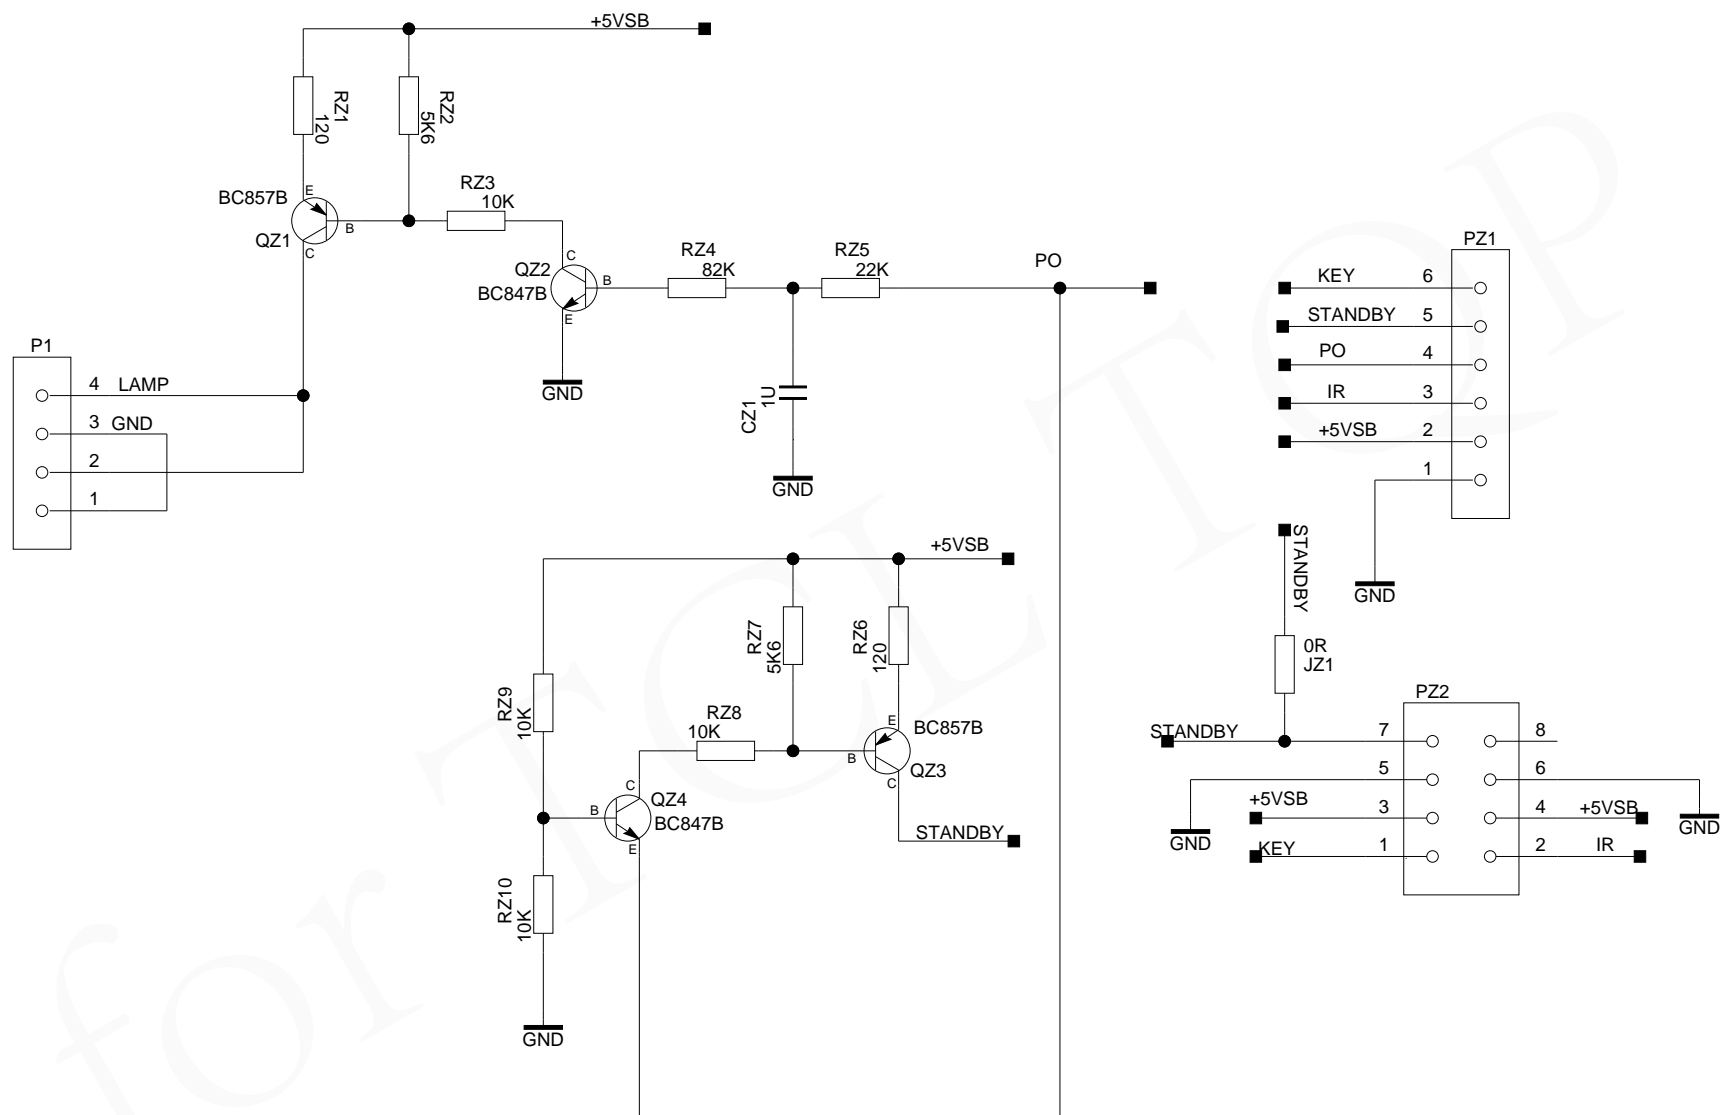 +5VSB
RZ1
120
RZ2
5K6
BC857B
E
B
C
QZ1
RZ3
10K
QZ2
BC847B
C
B
E
GND
RZ4
82K
RZ5
22K
PO
CZ1
1U
GND
P1
4 LAMP
3 GND
2
1
PZ1
KEY 6
STANDBY 5
PO 4
IR 3
+5VSB 2
1
GND
+5VSB
RZ7
5K6
RZ6
120
RZ9
10K
RZ8
10K
E
BC857B
B
C
QZ3
STANDBY
C
B
E
QZ4
BC847B
RZ10
10K
GND
STANDBY
0R
JZ1
PZ2
STANDBY 7
8
5
6
+5VSB 3
4 +5VSB
GND
GND
KEY 1
2 IR
for TCL TOP